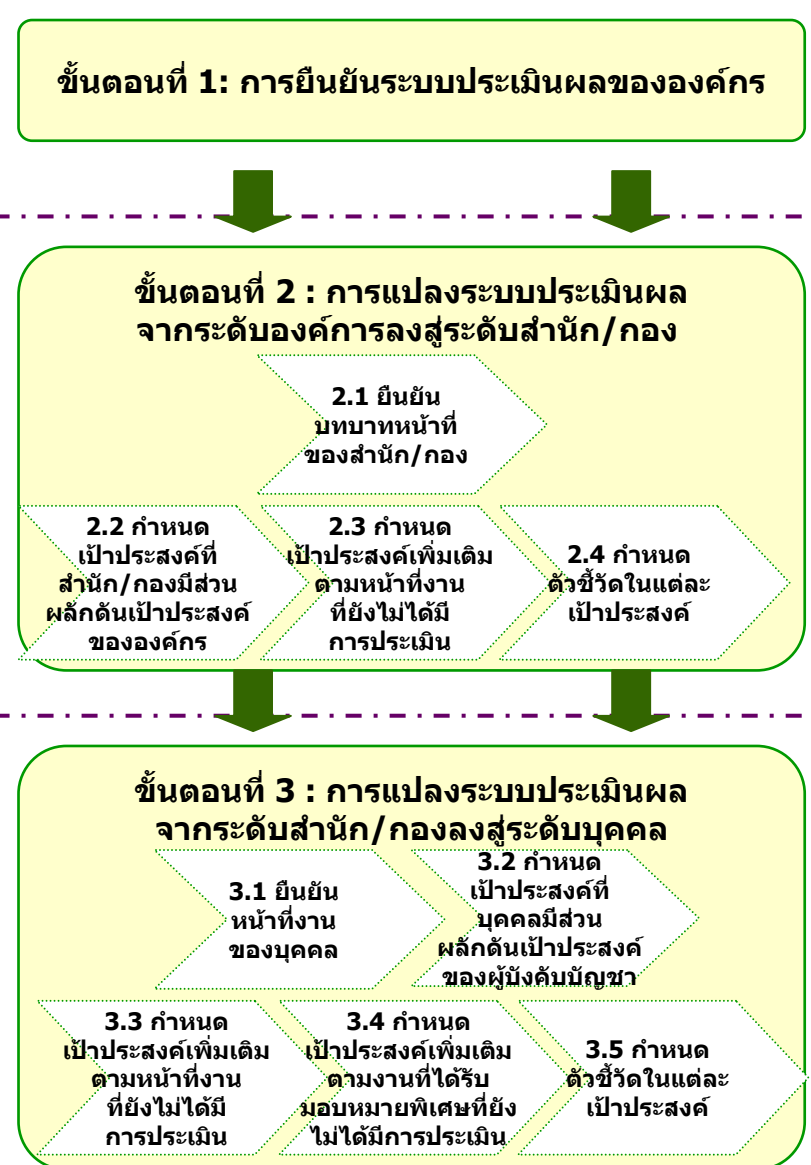 ขั้นตอนที่ 1: การยืนยันระบบประเมินผลขององค์กร
ขั้นตอนที่ 2 : การแปลงระบบประเมินผล
จากระดับองค์การลงสู่ระดับสำนัก/กอง
2.1 ยืนยัน
บทบาทหน้าที่
ของสำนัก/กอง
2.2 กำหนด
เป้าประสงค์ที่
สำนัก/กองมีส่วน
ผลักดันเป้าประสงค์
ขององค์กร
2.3 กำหนด
เป้าประสงค์เพิ่มเติม
ตามหน้าที่งาน
ที่ยังไม่ได้มี
การประเมิน
2.4 กำหนด
ตัวชี้วัดในแต่ละ
เป้าประสงค์
ขั้นตอนที่ 3 : การแปลงระบบประเมินผล
จากระดับสำนัก/กองลงสู่ระดับบุคคล
3.1 ยืนยัน
หน้าที่งาน
ของบุคคล
3.2 กำหนด
เป้าประสงค์ที่
บุคคลมีส่วน
ผลักดันเป้าประสงค์
ของผู้บังคับบัญชา
3.3 กำหนด
เป้าประสงค์เพิ่มเติม
ตามหน้าที่งาน
ที่ยังไม่ได้มี
การประเมิน
3.4 กำหนด
เป้าประสงค์เพิ่มเติม
ตามงานที่ได้รับ
มอบหมายพิเศษที่ยัง
ไม่ได้มีการประเมิน
3.5 กำหนด
ตัวชี้วัดในแต่ละ
เป้าประสงค์